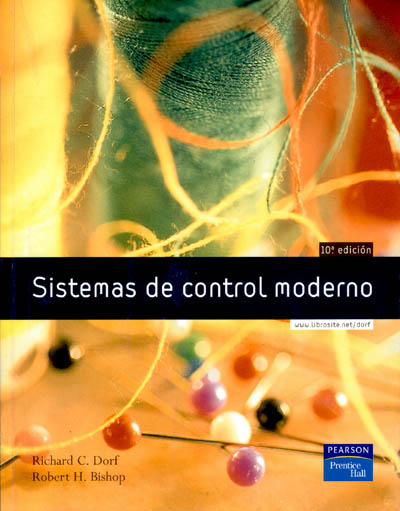 10ª edición
Sistemas de control moderno
www.librosite.net/dorf
Richard C. Dorf
Robert H. Bishop
PEARSON
Prentice
Hall